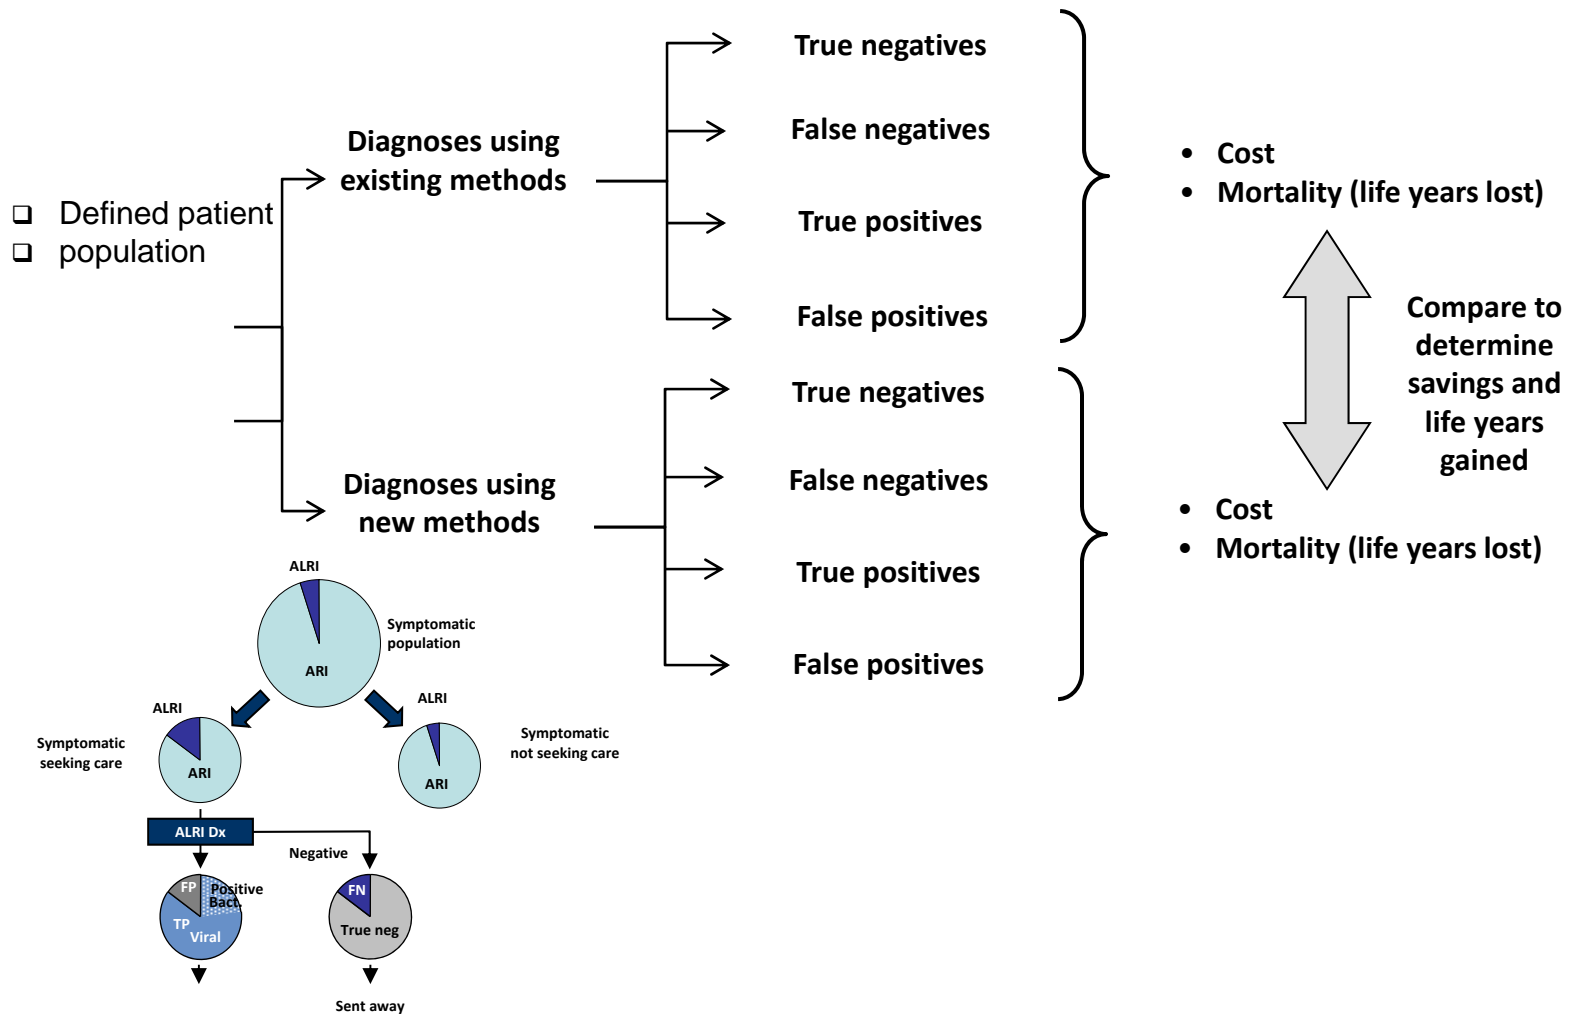 Defined patient
population
Diagnoses using
existing methods
True negatives
False negatives
True positives
False positives
• Cost
• Mortality (life years lost)
Compare to
determine
savings and
life years
gained
Diagnoses using
new methods
True negatives
False negatives
True positives
False positives
• Cost
• Mortality (life years lost)
ALRI
Symptomatic
population
ARI
ALRI
Symptomatic
seeking care
ARI
ALRI
ARI
Symptomatic
not seeking care
ALRI Dx
Negative
FP
Positive
Bact.
TP
Viral
FN
True neg
Sent away